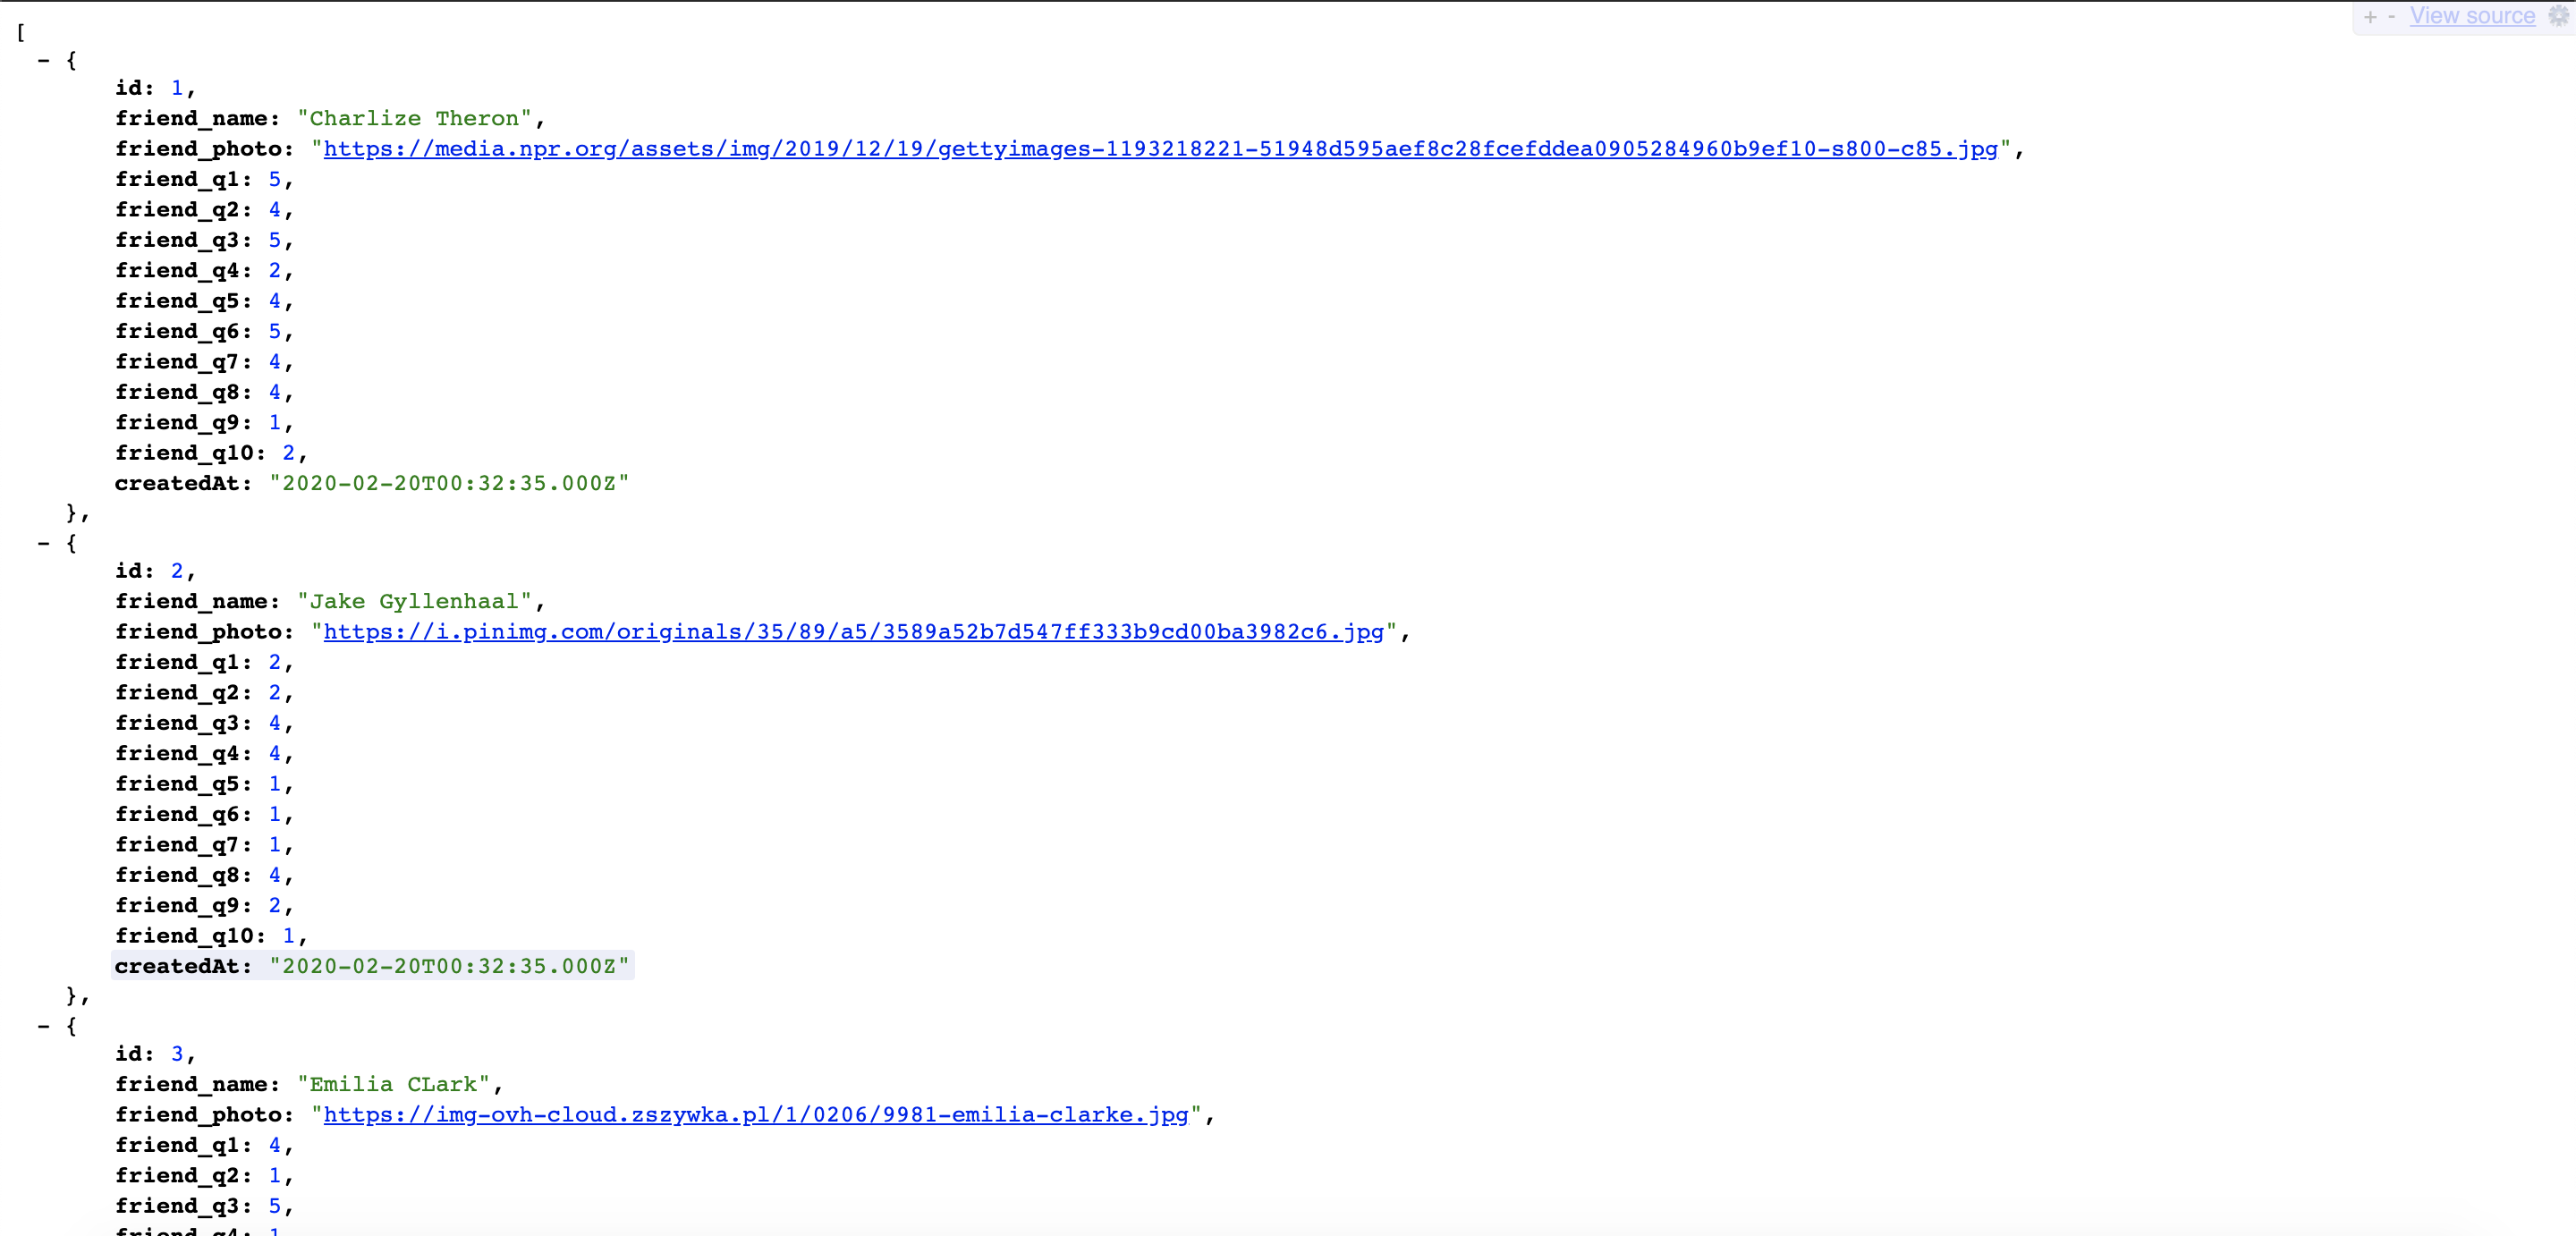 + - View source
[
- {
id: 1,
friend_name: "Charlize Theron",
friend_photo: "https://media.npr.org/assets/img/2019/12/19/gettyimages-1193218221-51948d595aef8c28fcefddea0905284960b9ef10-s800-c85.jpg",
friend_q1: 5,
friend_q2: 4,
friend_q3: 5,
friend_q4: 2,
friend_q5: 4,
friend_q6: 5,
friend_q7: 4,
friend_q8: 4,
friend_q9: 1,
friend_q10: 2,
createdAt: "2020-02-20T00:32:35.000Z"
},
- {
id: 2,
friend_name: "Jake Gyllenhaal",
friend_photo: "https://i.pinimg.com/originals/35/89/a5/3589a52b7d547ff333b9cd00ba3982c6.jpg",
friend_q1: 2,
friend_q2: 2,
friend_q3: 4,
friend_q4: 4,
friend_q5: 1,
friend_q6: 1,
friend_q7: 1,
friend_q8: 4,
friend_q9: 2,
friend_q10: 1,
createdAt: "2020-02-20T00:32:35.000Z"
},
- {
id: 3,
friend_name: "Emilia CLark",
friend_photo: "https://img-ovh-cloud.zszywka.pl/1/0206/9981-emilia-clarke.jpg",
friend_q1: 4,
friend_q2: 1,
friend_q3: 5,
friend_q4: 1